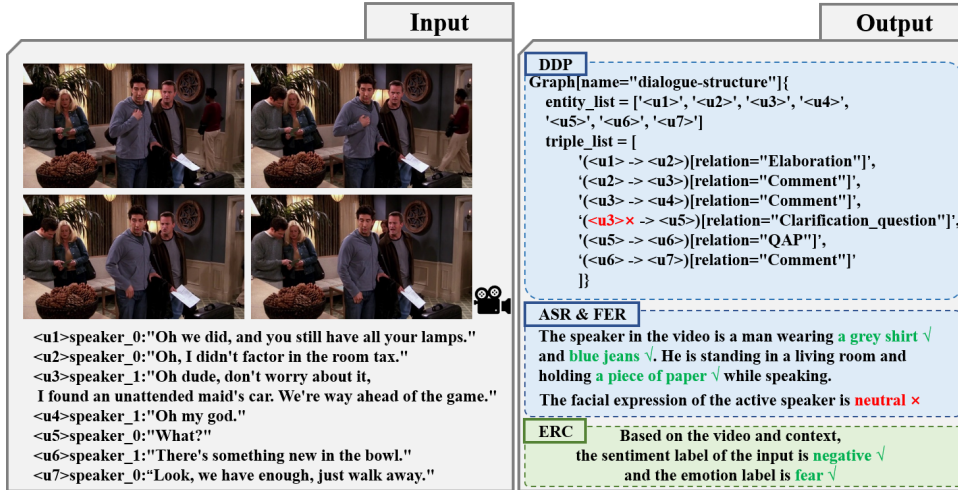 Input
<u1>speaker_0:"Oh we did, and you still have all your lamps."
<u2>speaker_0:"Oh, I didn't factor in the room tax."
<u3>speaker_1:"Oh dude, don't worry about it,
I found an unattended maid's car. We're way ahead of the game."
<u4>speaker_1:"Oh my god."
<u5>speaker_0:"What?"
<u6>speaker_1:"There's something new in the bowl."
<u7>speaker_0:“Look, we have enough, just walk away."
Output
DDP
Graph[name="dialogue-structure"]{
entity_list = ['<u1>', '<u2>', '<u3>', '<u4>',
'<u5>', '<u6>', '<u7>']
triple_list = [
'(<u1> -> <u2>)[relation="Elaboration"]',
'(<u2> -> <u3>)[relation="Comment"]',
'(<u3> -> <u4>)[relation="Comment"]',
‘(<u3>× -> <u5>)[relation="Clarification_question"]',
'(<u5> -> <u6>)[relation="QAP"]',
'(<u6> -> <u7>)[relation="Comment"]'
]}
ASR & FER
The speaker in the video is a man wearing a grey shirt √
and blue jeans √. He is standing in a living room and
holding a piece of paper √ while speaking.
The facial expression of the active speaker is neutral ×
ERC
Based on the video and context,
the sentiment label of the input is negative √
and the emotion label is fear √